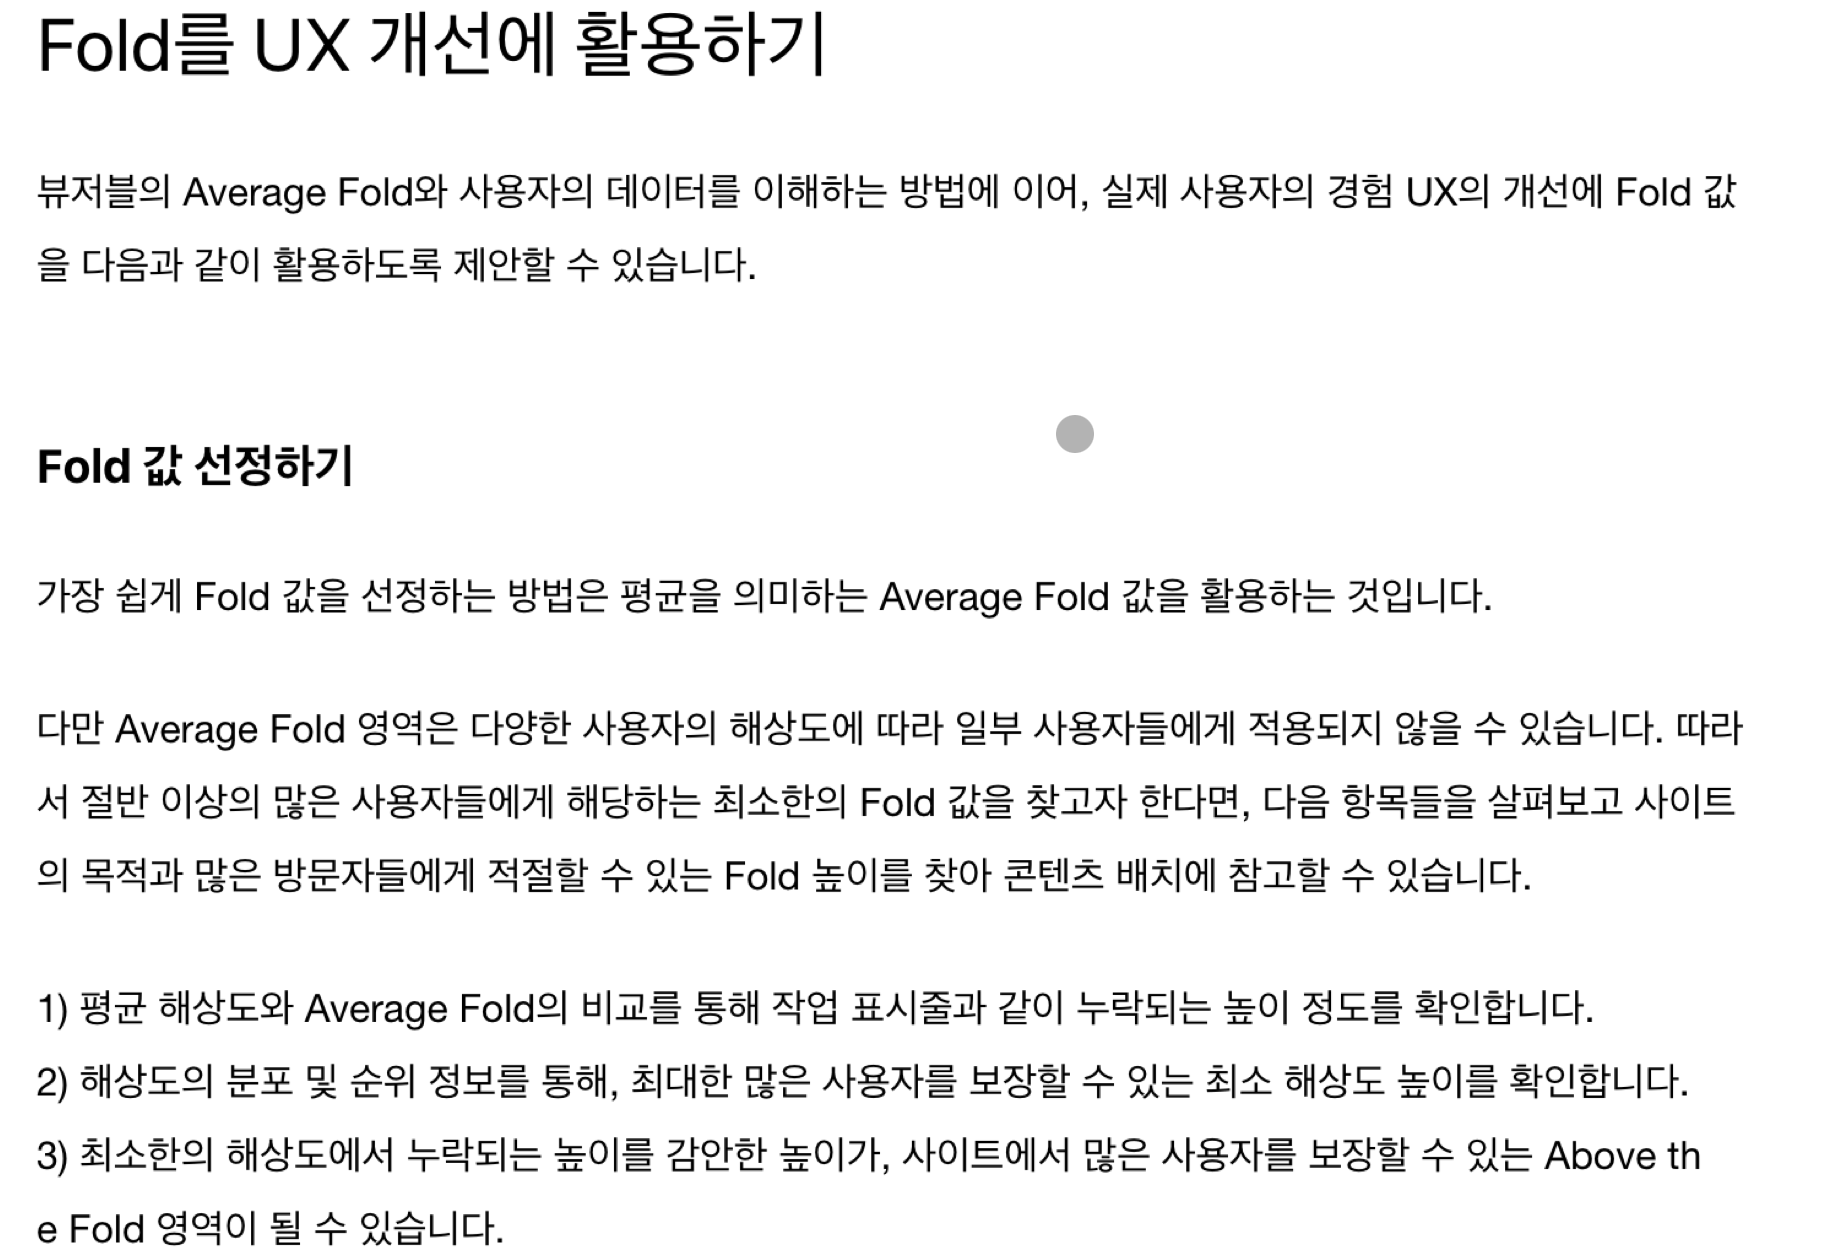 Fold를 UX 개선에 활용하기
뷰저블의 Average Fold와 사용자의 데이터를 이해하는 방법에 이어, 실제 사용자의 경험 UX의 개선에 Fold 값
을 다음과 같이 활용하도록 제안할 수 있습니다.
Fold 값 선정하기
가장 쉽게 Fold 값을 선정하는 방법은 평균을 의미하는 Average Fold 값을 활용하는 것입니다.
다만 Average Fold 영역은 다양한 사용자의 해상도에 따라 일부 사용자들에게 적용되지 않을 수 있습니다. 따라
서 절반 이상의 많은 사용자들에게 해당하는 최소한의 Fold 값을 찾고자 한다면, 다음 항목들을 살펴보고 사이트
의 목적과 많은 방문자들에게 적절할 수 있는 Fold 높이를 찾아 콘텐츠 배치에 참고할 수 있습니다.
1) 평균 해상도와 Average Fold의 비교를 통해 작업 표시줄과 같이 누락되는 높이 정도를 확인합니다.
2) 해상도의 분포 및 순위 정보를 통해, 최대한 많은 사용자를 보장할 수 있는 최소 해상도 높이를 확인합니다.
3) 최소한의 해상도에서 누락되는 높이를 감안한 높이가, 사이트에서 많은 사용자를 보장할 수 있는 Above th
e Fold 영역이 될 수 있습니다.